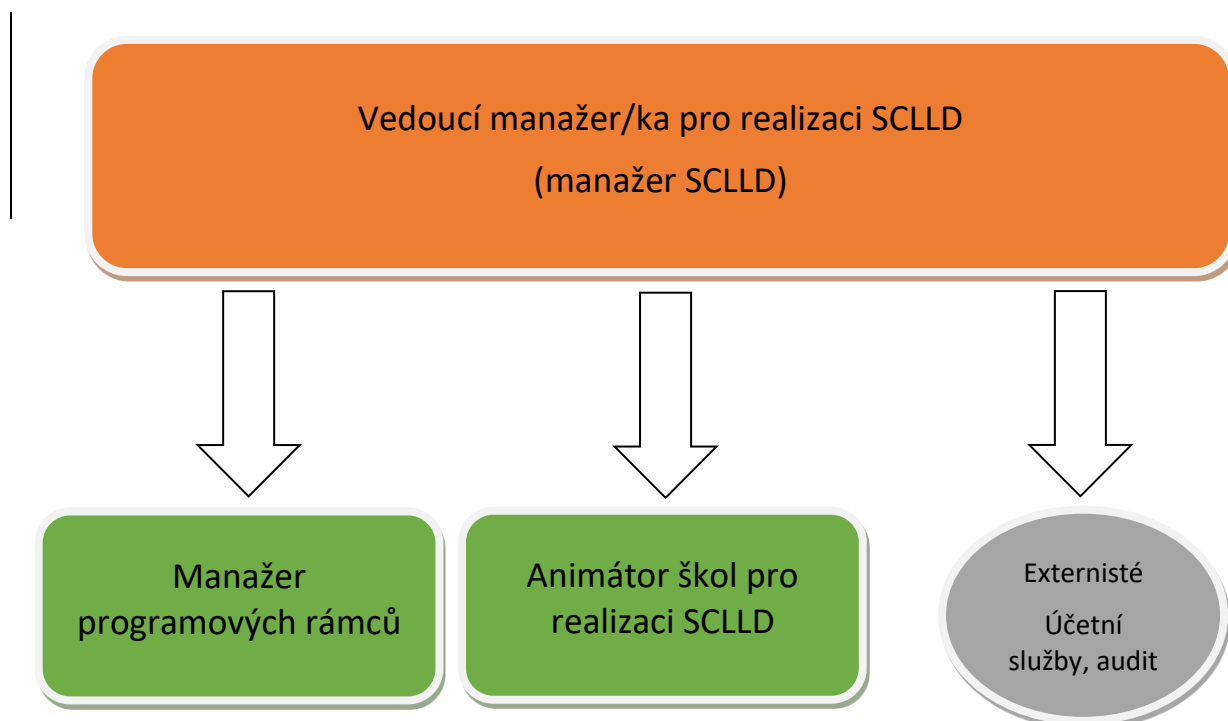 Vedoucí manažer/ka pro realizaci SCLLD
(manažer SCLLD)
Manažer
programových rámců
Animátor škol pro
realizaci SCLLD
Externisté
Účetní
služby, audit